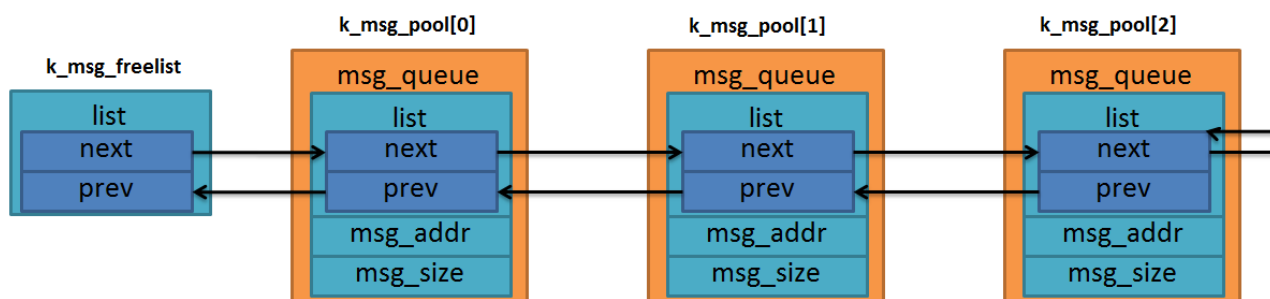 k_msg_freelist
list
next
prev
k_msg_pool[0]
msg_queue
list
next
prev
msg_addr
msg_size
k_msg_pool[1]
msg_queue
list
next
prev
msg_addr
msg_size
k_msg_pool[2]
msg_queue
list
next
prev
msg_addr
msg_size